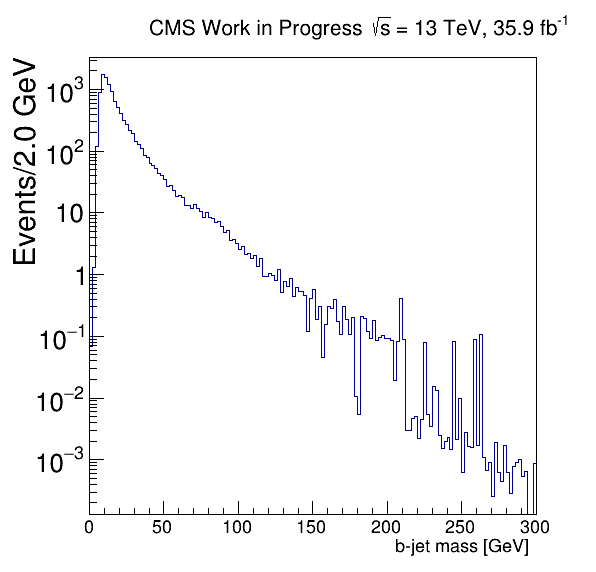 CMS Work in Progress √s = 13 TeV, 35.9 fb⁻¹
Events/2.0 GeV
10³
10²
10
1
10⁻¹
10⁻²
10⁻³
0 50 100 150 200 250 300
b-jet mass [GeV]